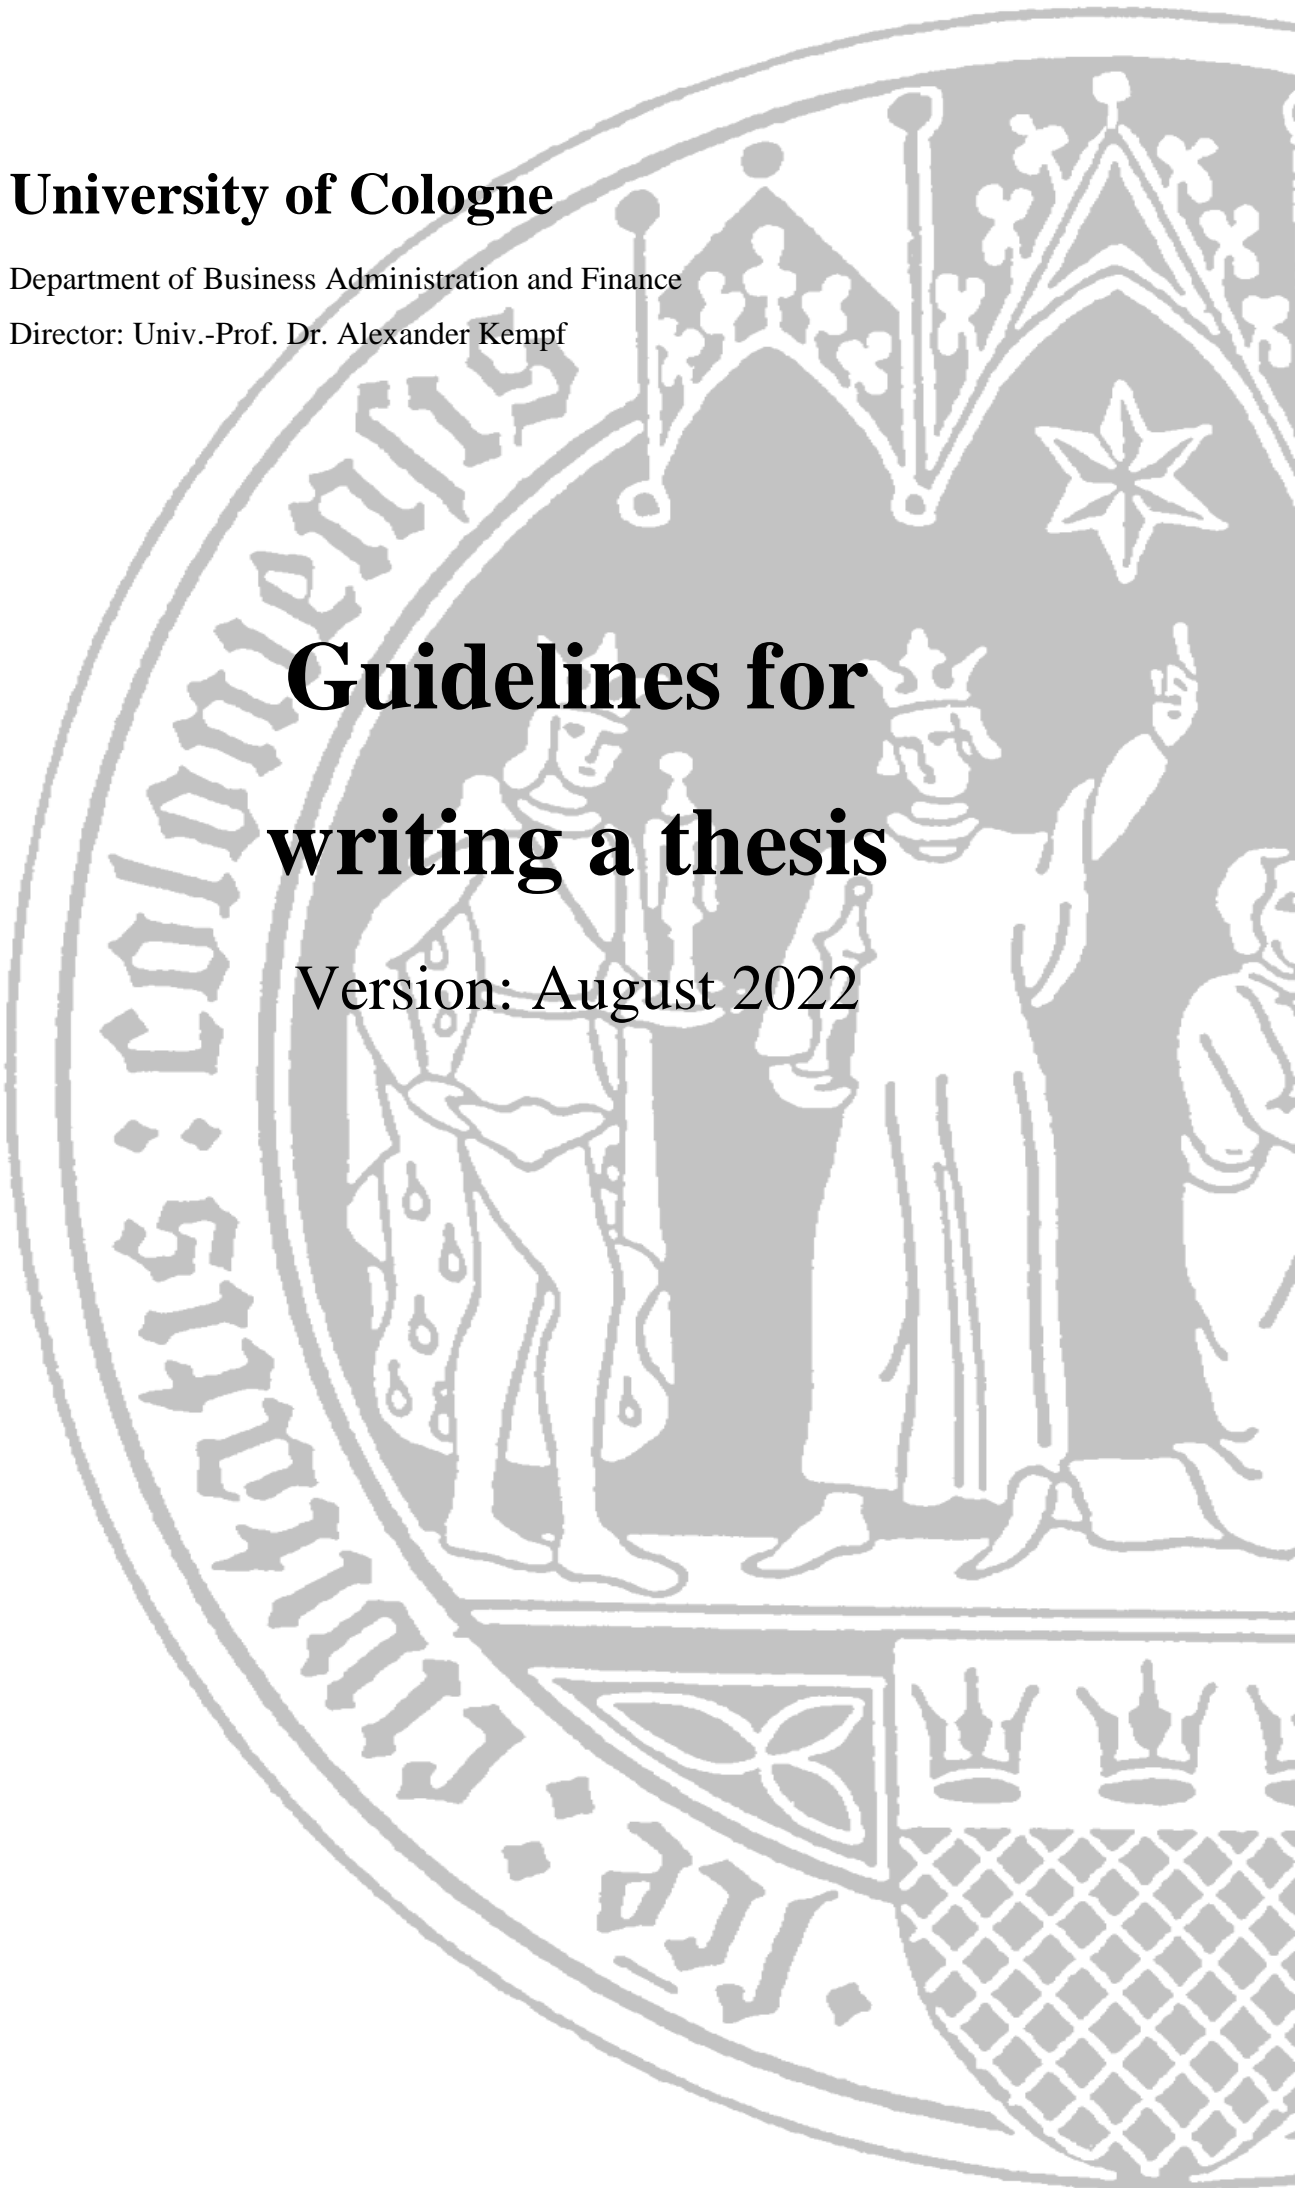 University of Cologne
Department of Business Administration and Finance
Director: Univ.-Prof. Dr. Alexander Kempf
Guidelines for
writing a thesis
Version: August 2022